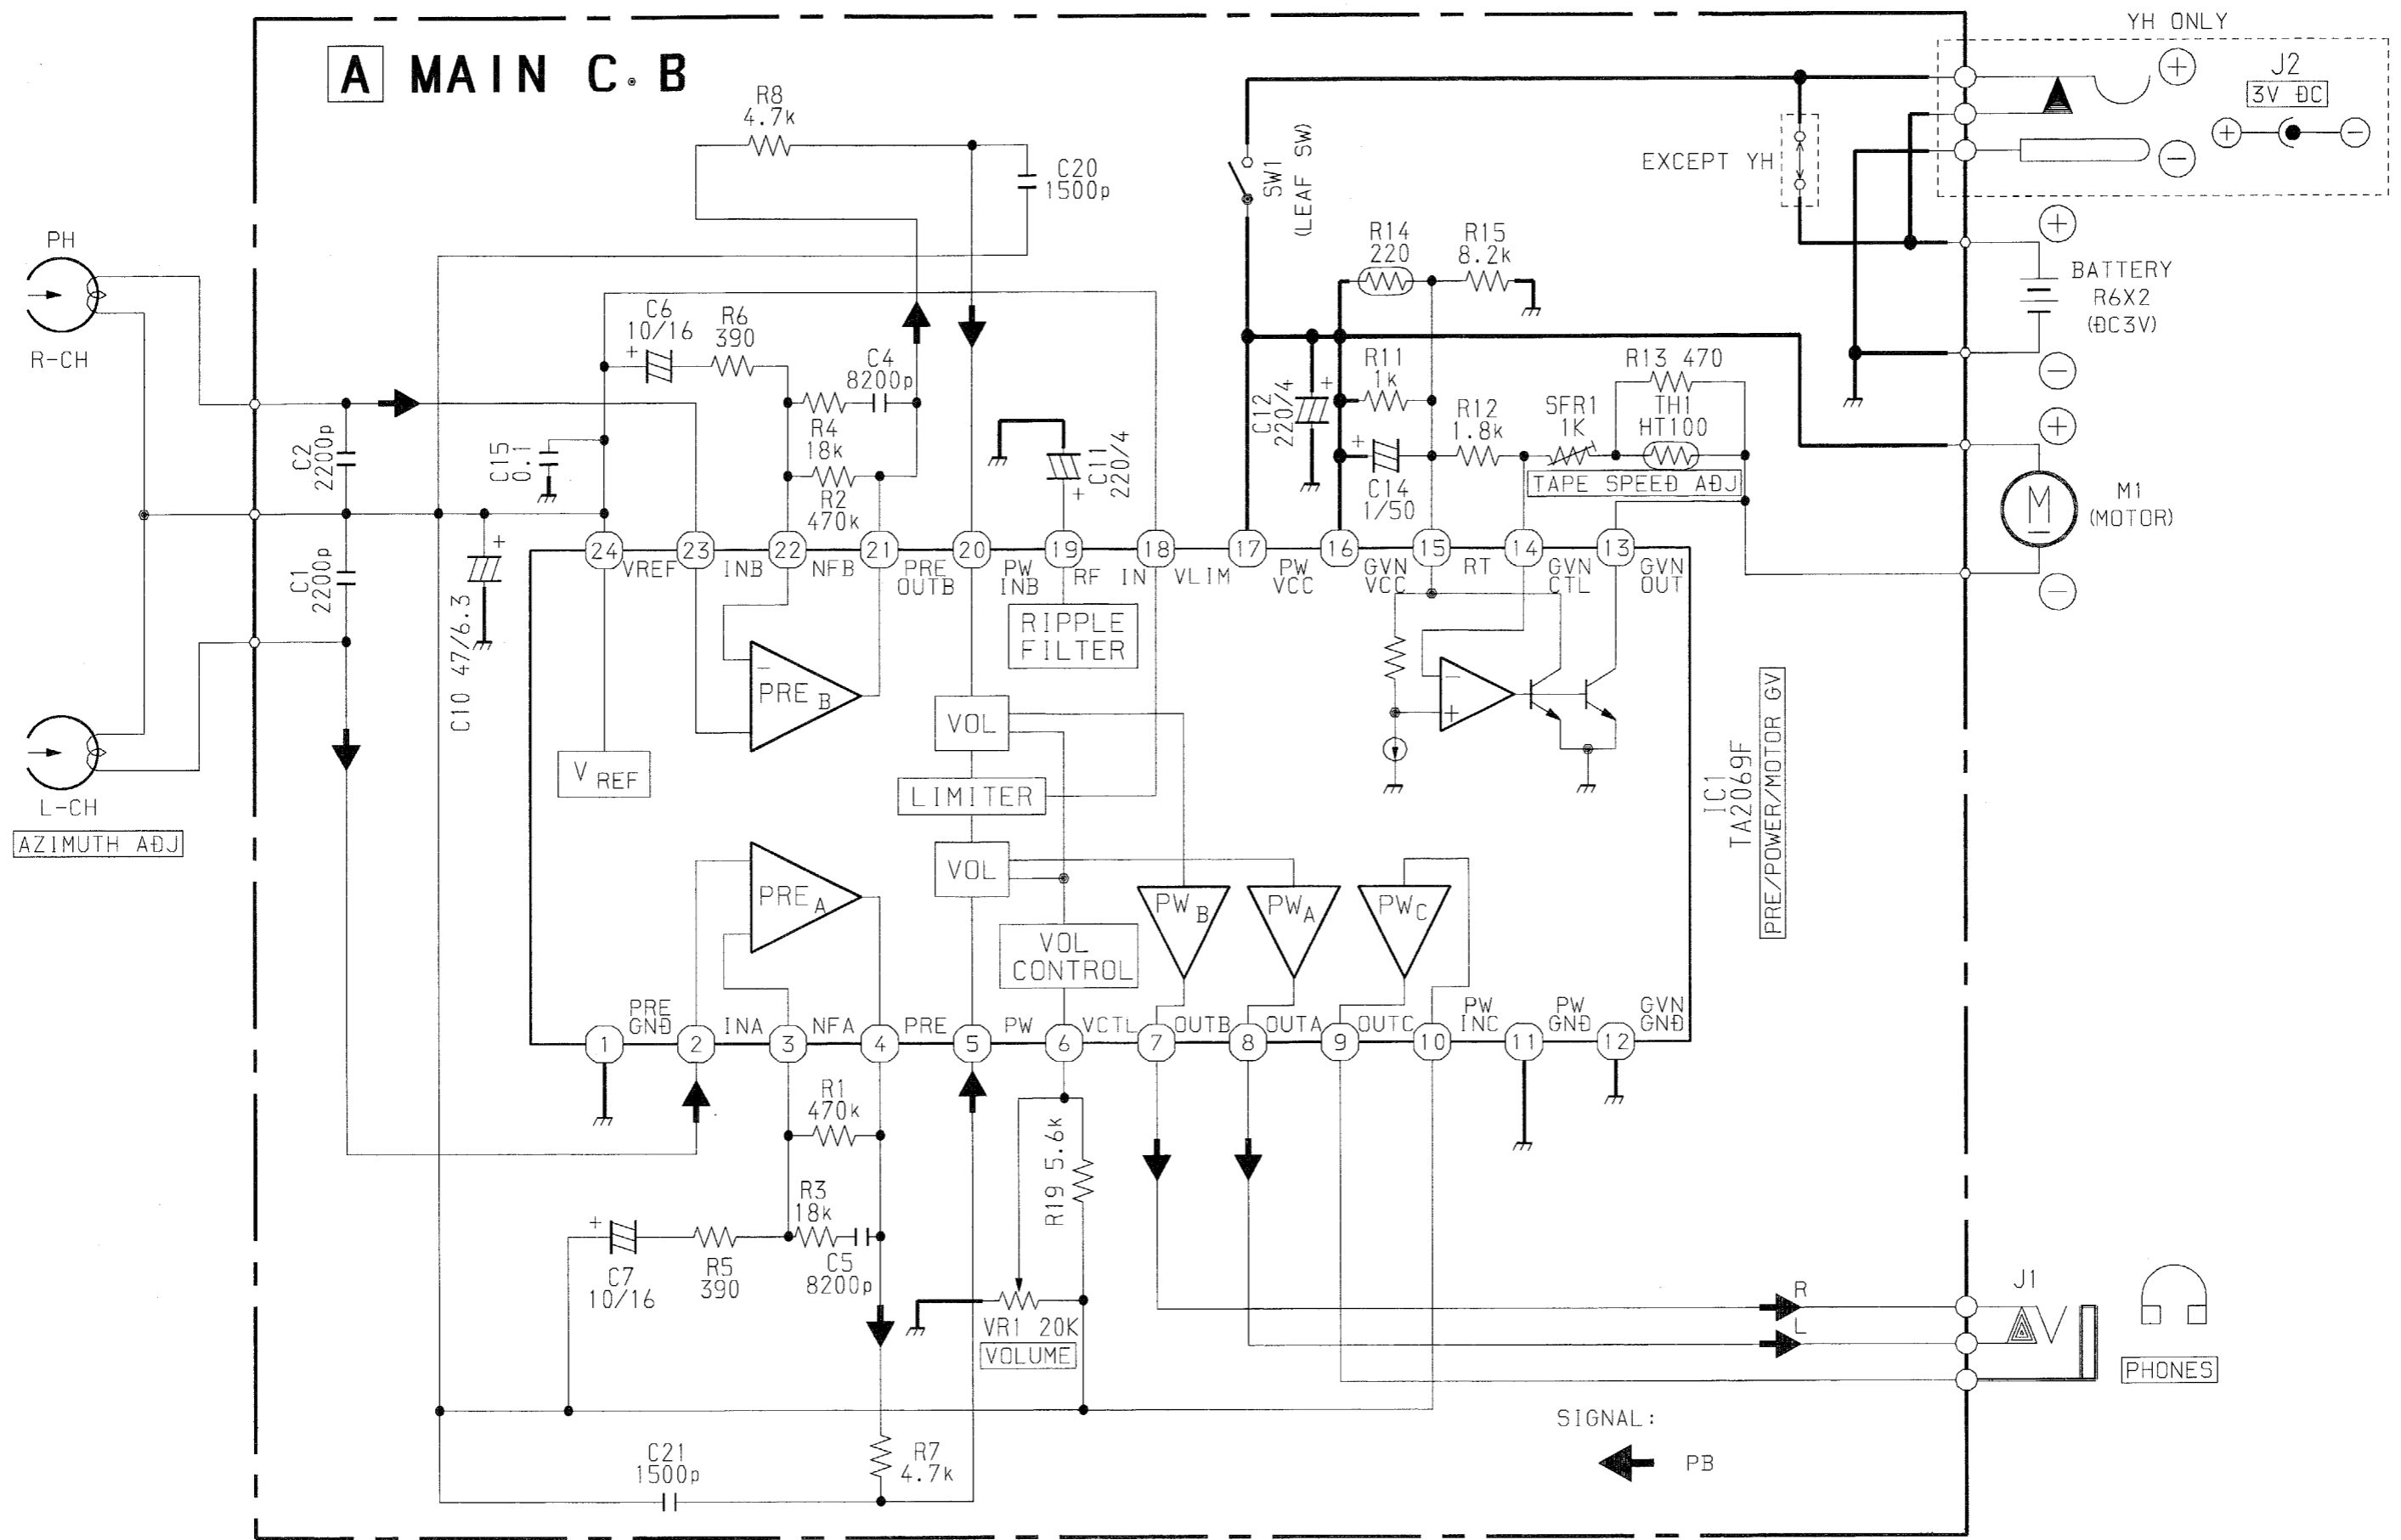 YH ONLY
A MAIN C.B
J2
3V DC
R8
4.7k
SW1
(LEAF SW)
EXCEPT YH
C20
1500p
PH
R-CH
R14
220
R15
8.2k
BATTERY
R6X2
(DC3V)
C6
10/16
R6
390
C4
8200p
R4
18k
R2
470k
C15
0.1
C11
220/4
C12
220/4
R11
1k
C14
1/50
R12
1.8k
SFR1
1K
R13 470
TH1
HT100
TAPE SPEED ADJ
C2
2200p
C1
2200p
C10 47/6.3
M
M1
(MOTOR)
24
23
22
21
20
19
18
17
16
15
14
13
VREF
INB
NFB
PRE
OUTB
PW
INB
RF
IN
VLIM
PW
VCC
GVN
VCC
RT
GVN
CTL
GVN
OUT
RIPPLE
FILTER
PRE B
VOL
V REF
LIMITER
VOL
IC1
TA2069F
PRE/POWER/MOTOR GV
L-CH
AZIMUTH ADJ
PRE A
PW B
PW A
PW C
VOL
CONTROL
PRE
GND
INA
NFA
PRE
PW
VCTL
OUTB
OUTA
OUTC
PW
INC
PW
GND
GVN
GND
1
2
3
4
5
6
7
8
9
10
11
12
R1
470k
R19 5.6k
R3
18k
C5
8200p
C7
10/16
R5
390
VR1 20K
VOLUME
R
L
J1
PHONES
SIGNAL:
PB
C21
1500p
R7
4.7k